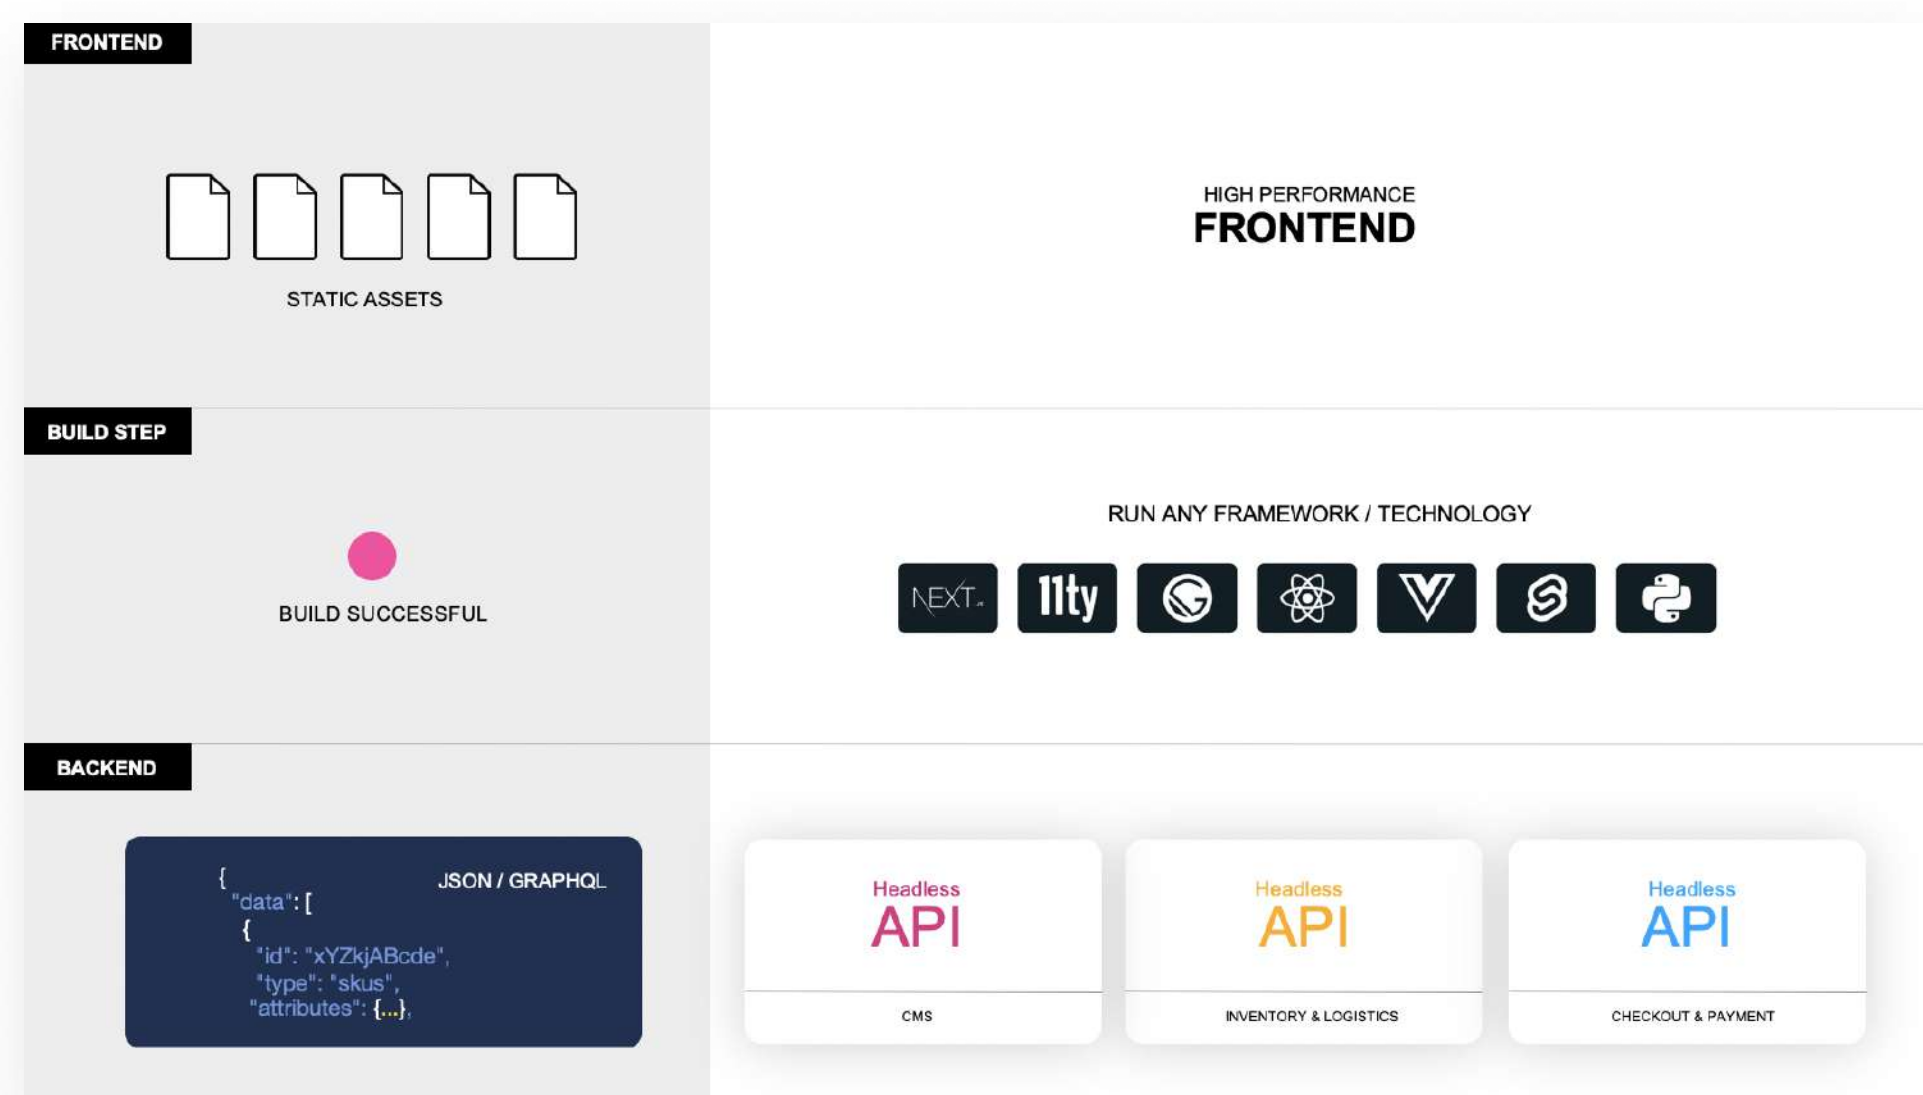 FRONTEND
STATIC ASSETS
HIGH PERFORMANCE
FRONTEND
BUILD STEP
BUILD SUCCESSFUL
RUN ANY FRAMEWORK / TECHNOLOGY
NEXT.JS
11ty
BACKEND
JSON / GRAPHQL
{
"data": [
{
"id": "xYZkjABcde",
"type": "skus",
"attributes": {...},
Headless
API
CMS
Headless
API
INVENTORY & LOGISTICS
Headless
API
CHECKOUT & PAYMENT